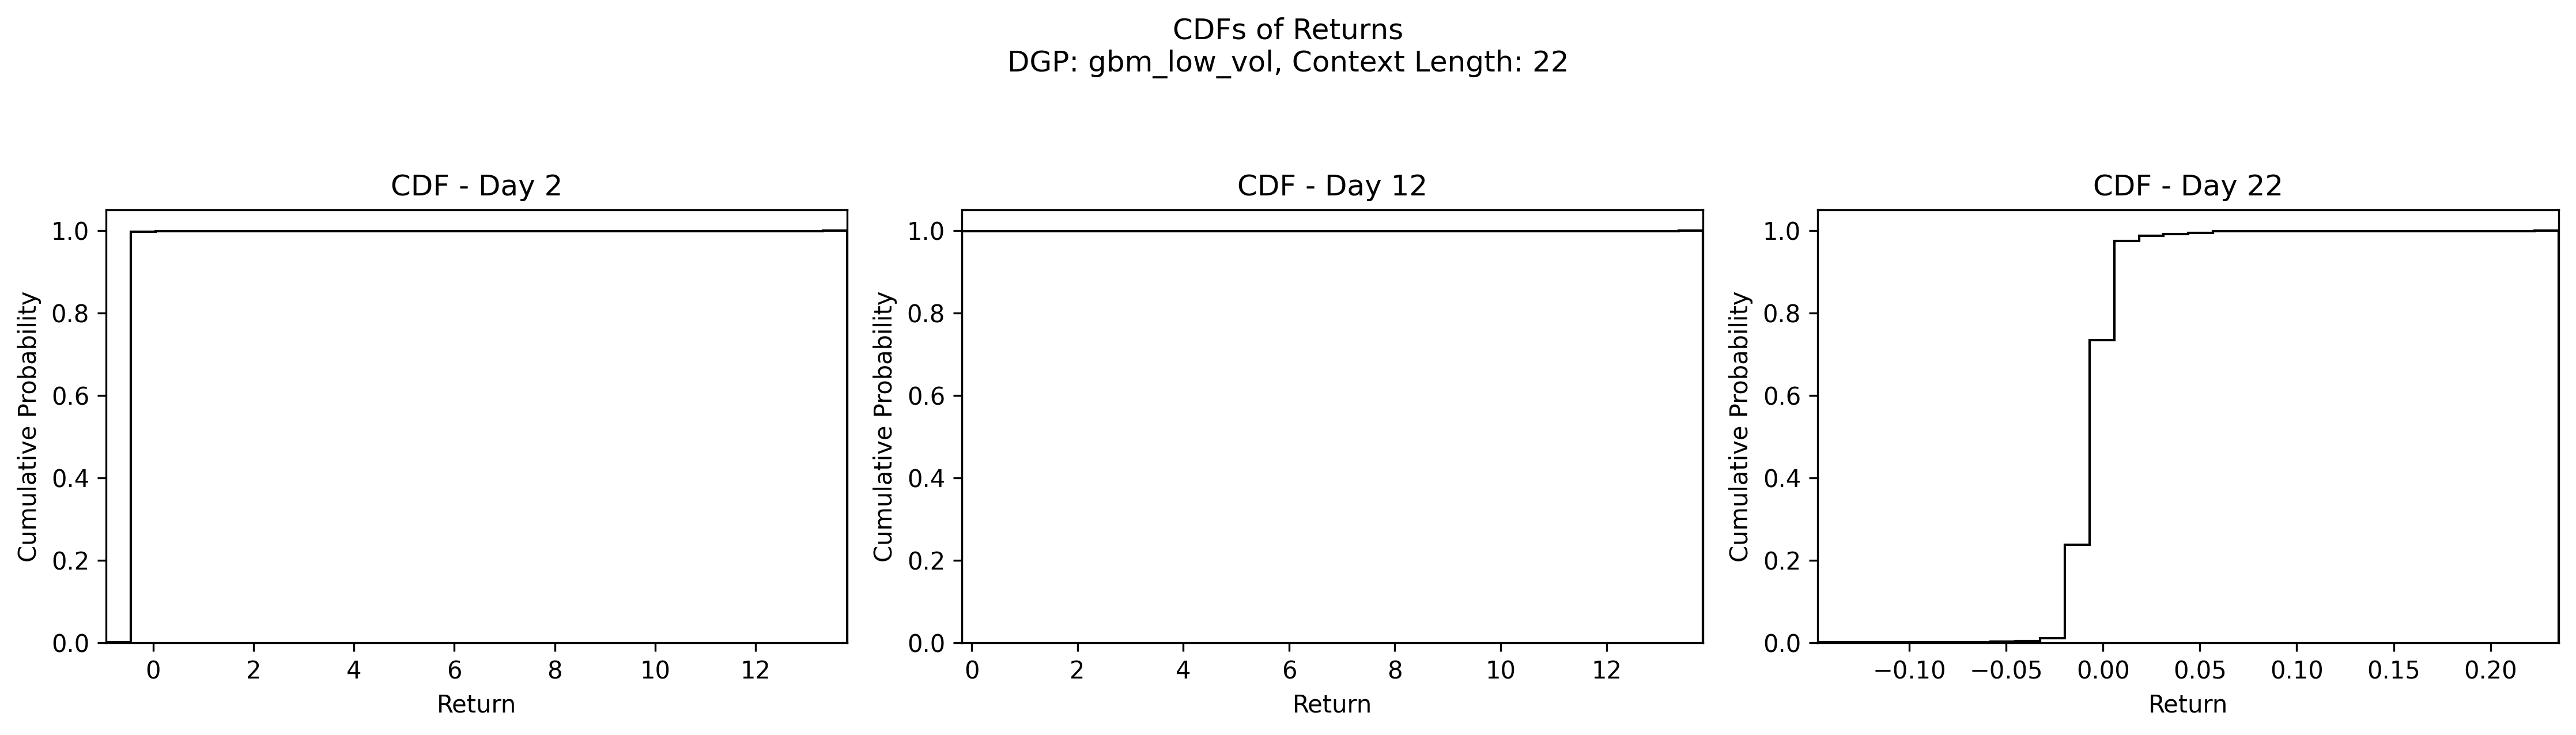 CDFs of Returns
DGP: gbm_low_vol, Context Length: 22
CDF - Day 2
Cumulative Probability
1.0
0.8
0.6
0.4
0.2
0.0
0 2 4 6 8 10 12
Return
CDF - Day 12
Cumulative Probability
1.0
0.8
0.6
0.4
0.2
0.0
0 2 4 6 8 10 12
Return
CDF - Day 22
Cumulative Probability
1.0
0.8
0.6
0.4
0.2
0.0
−0.10 −0.05 0.00 0.05 0.10 0.15 0.20
Return